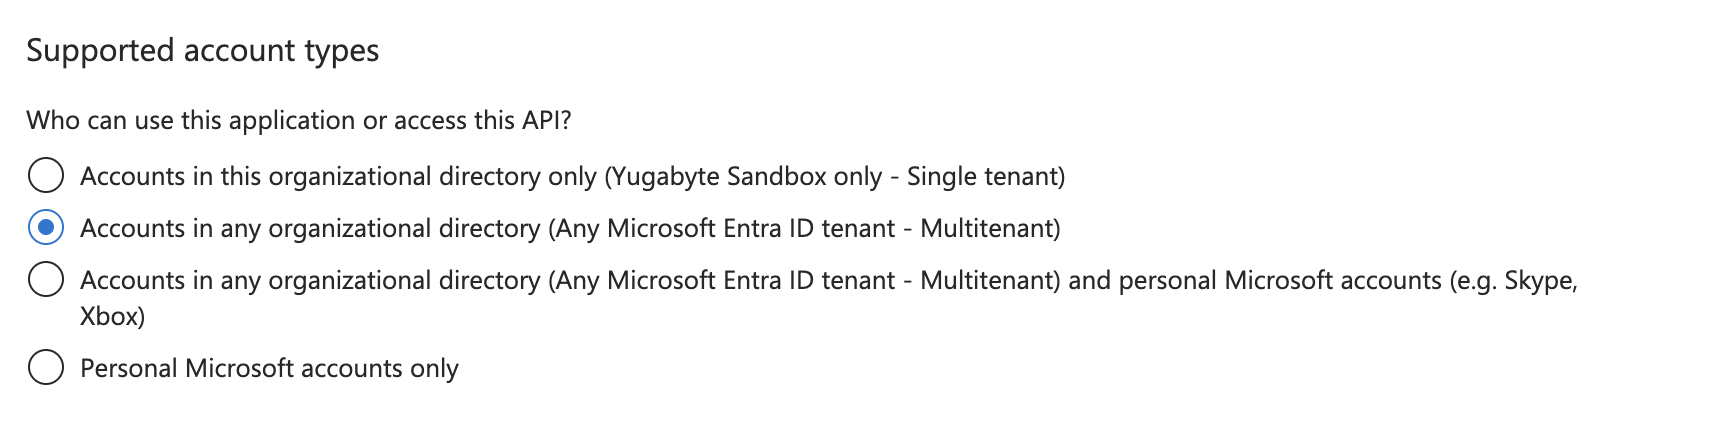 Supported account types
Who can use this application or access this API?
Accounts in this organizational directory only (Yugabyte Sandbox only - Single tenant)
Accounts in any organizational directory (Any Microsoft Entra ID tenant - Multitenant)
Accounts in any organizational directory (Any Microsoft Entra ID tenant - Multitenant) and personal Microsoft accounts (e.g. Skype,
Xbox)
Personal Microsoft accounts only